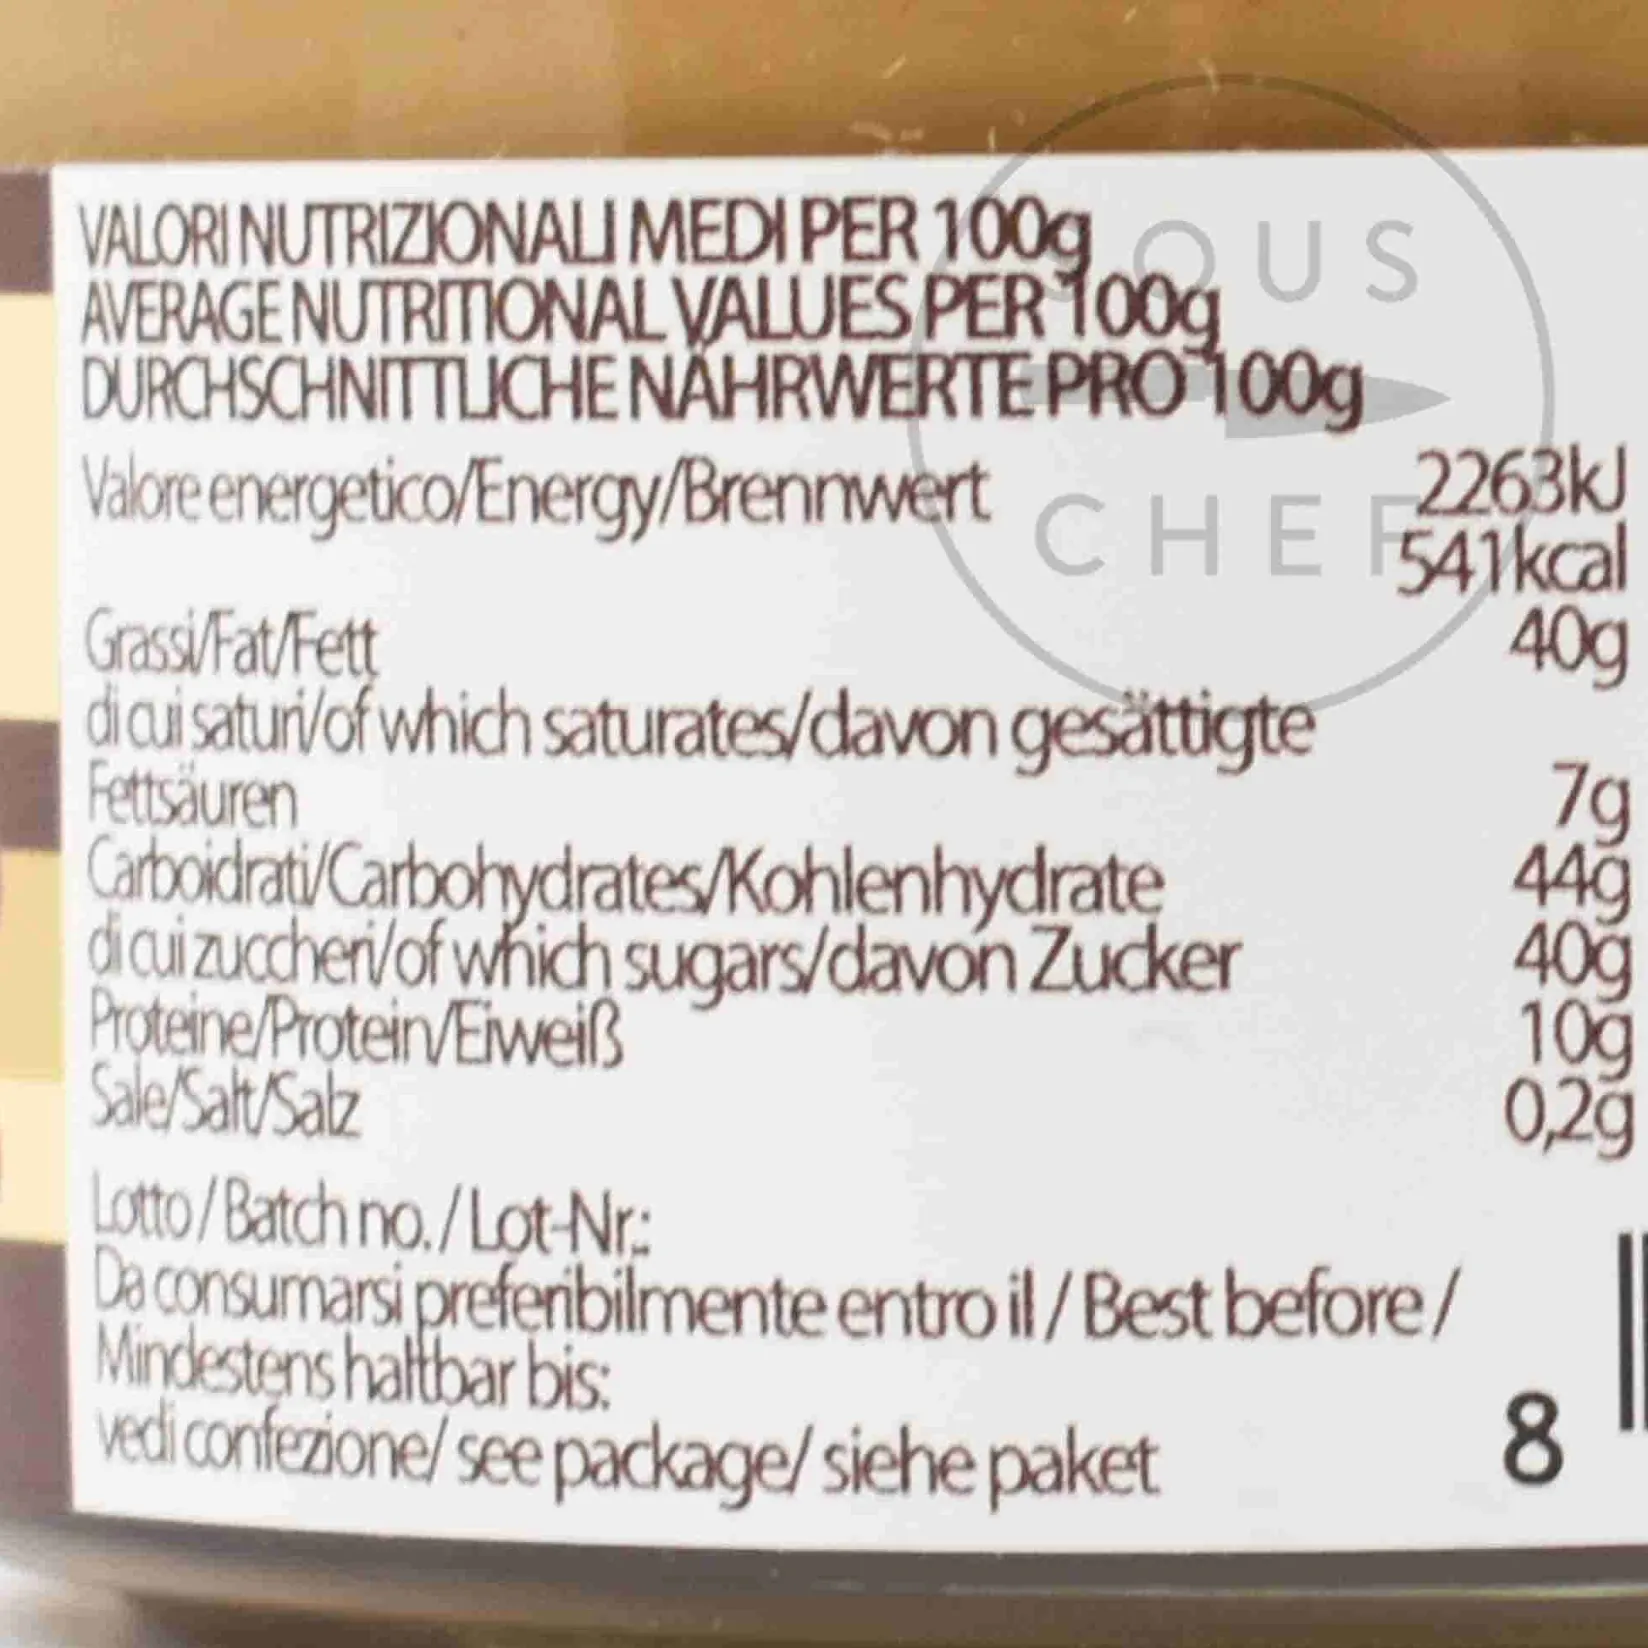 VALORI NUTRIZIONALI MEDI PER 100g
AVERAGE NUTRITIONAL VALUES PER 100g
DURCHSCHNITTLICHE NÄHRWERTE PRO 100g
SOUS
CHEF
Valore energetico/Energy/Brennwert 2263kJ
541kcal
Grassi/Fat/Fett 40g
di cui saturi/of which saturates/davon gesättigte
Fettsäuren 7g
Carboidrati/Carbohydrates/Kohlenhydrate 44g
di cui zuccheri/of which sugars/davon Zucker 40g
Proteine/Protein/Eiweiß 10g
Sale/Salt/Salz 0,2g
Lotto / Batch no. / Lot-Nr.:
Da consumarsi preferibilmente entro il / Best before /
Mindestens haltbar bis:
vedi confezione/ see package/ siehe paket
8